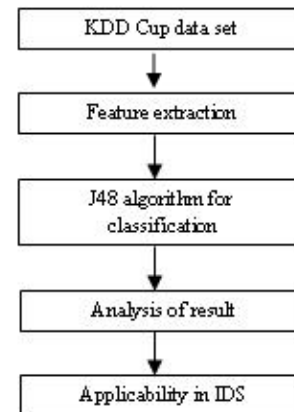 KDD Cup data set
Feature extraction
J48 algorithm for
classification
Analysis of result
Applicability in IDS